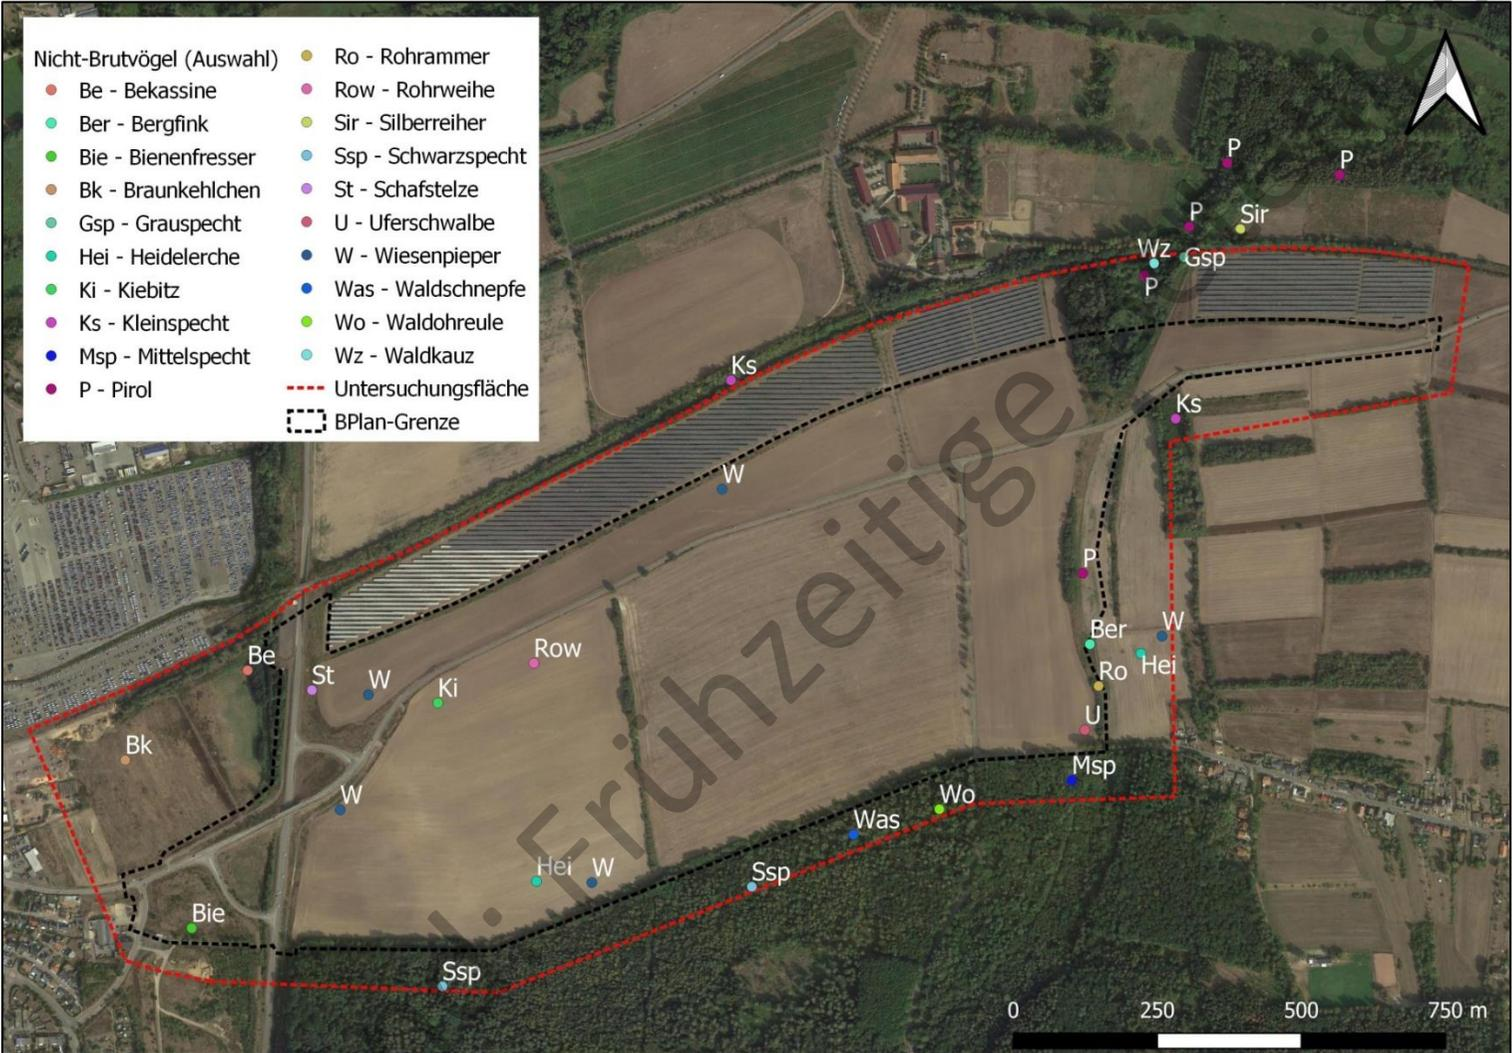 Nicht-Brutvögel (Auswahl)
Be - Bekassine
Ber - Bergfink
Bie - Bienenfresser
Bk - Braunkehlchen
Gsp - Grauspecht
Hei - Heidelerche
Ki - Kiebitz
Ks - Kleinspecht
Msp - Mittelspecht
P - Pirol
Ro - Rohrammer
Row - Rohrweihe
Sir - Silberreiher
Ssp - Schwarzspecht
St - Schafstelze
U - Uferschwalbe
W - Wiesenpieper
Was - Waldschnepfe
Wo - Waldohreule
Wz - Waldkauz
Untersuchungsfläche
BPlan-Grenze
P
P
P
Sir
Wz
Gsp
P
Ks
Ks
W
P
Ber
W
Row
Be
Hei
St
W
Ki
Ro
U
Bk
Msp
W
Wo
Was
Hei
W
Ssp
Bie
Ssp
Frühzeitige
0 250 500 750 m